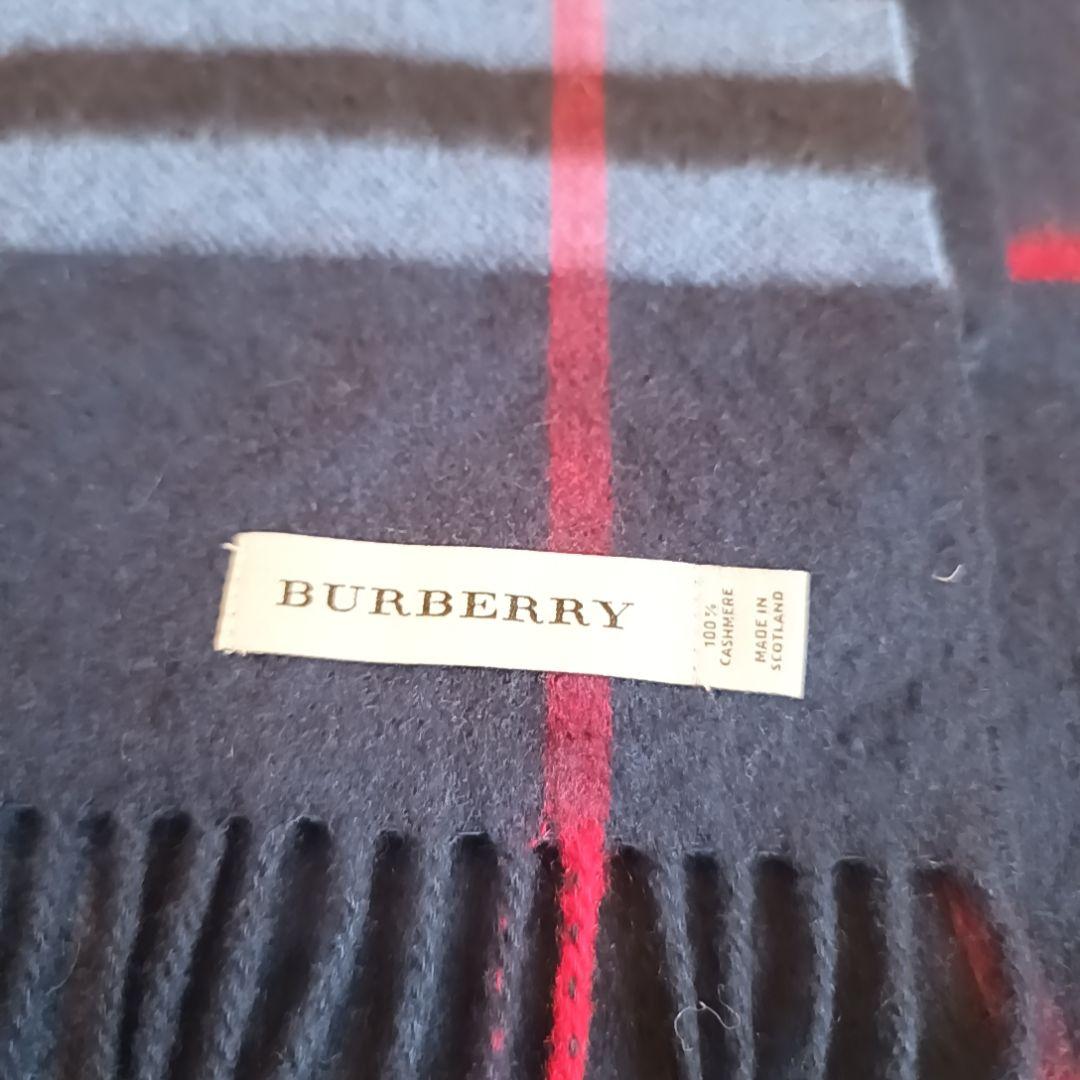 BURBERRY
100%
CASHMERE
MADE IN
SCOTLAND